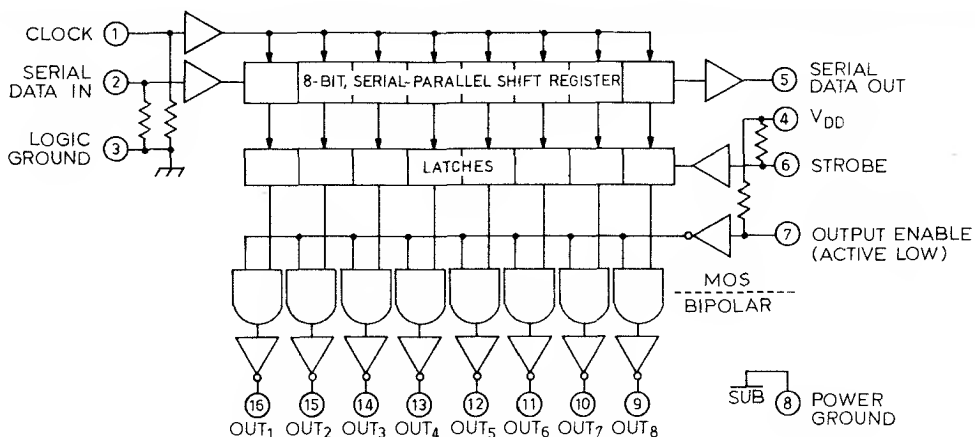 CLOCK 1
SERIAL DATA IN 2
LOGIC GROUND 3
8-BIT, SERIAL-PARALLEL SHIFT REGISTER
5 SERIAL DATA OUT
4 VDD
LATCHES
6 STROBE
7 OUTPUT ENABLE
(ACTIVE LOW)
MOS
BIPOLAR
16 15 14 13 12 11 10 9
OUT1 OUT2 OUT3 OUT4 OUT5 OUT6 OUT7 OUT8
SUB
8 POWER GROUND